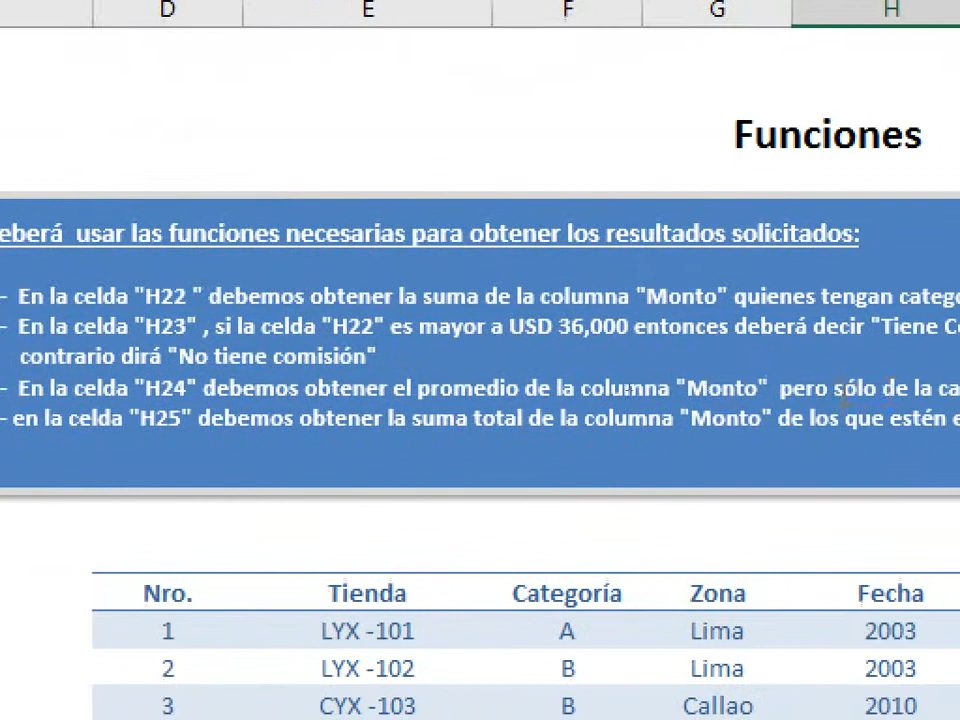 D E F G H
Funciones
eberá usar las funciones necesarias para obtener los resultados solicitados:
- En la celda "H22 " debemos obtener la suma de la columna "Monto" quienes tengan catego
- En la celda "H23" , si la celda "H22" es mayor a USD 36,000 entonces deberá decir "Tiene C
contrario dirá "No tiene comisión"
- En la celda "H24" debemos obtener el promedio de la columna "Monto" pero sólo de la ca
- en la celda "H25" debemos obtener la suma total de la columna "Monto" de los que estén e
Nro. Tienda Categoría Zona Fecha
1 LYX -101 A Lima 2003
2 LYX -102 B Lima 2003
3 CYX -103 B Callao 2010